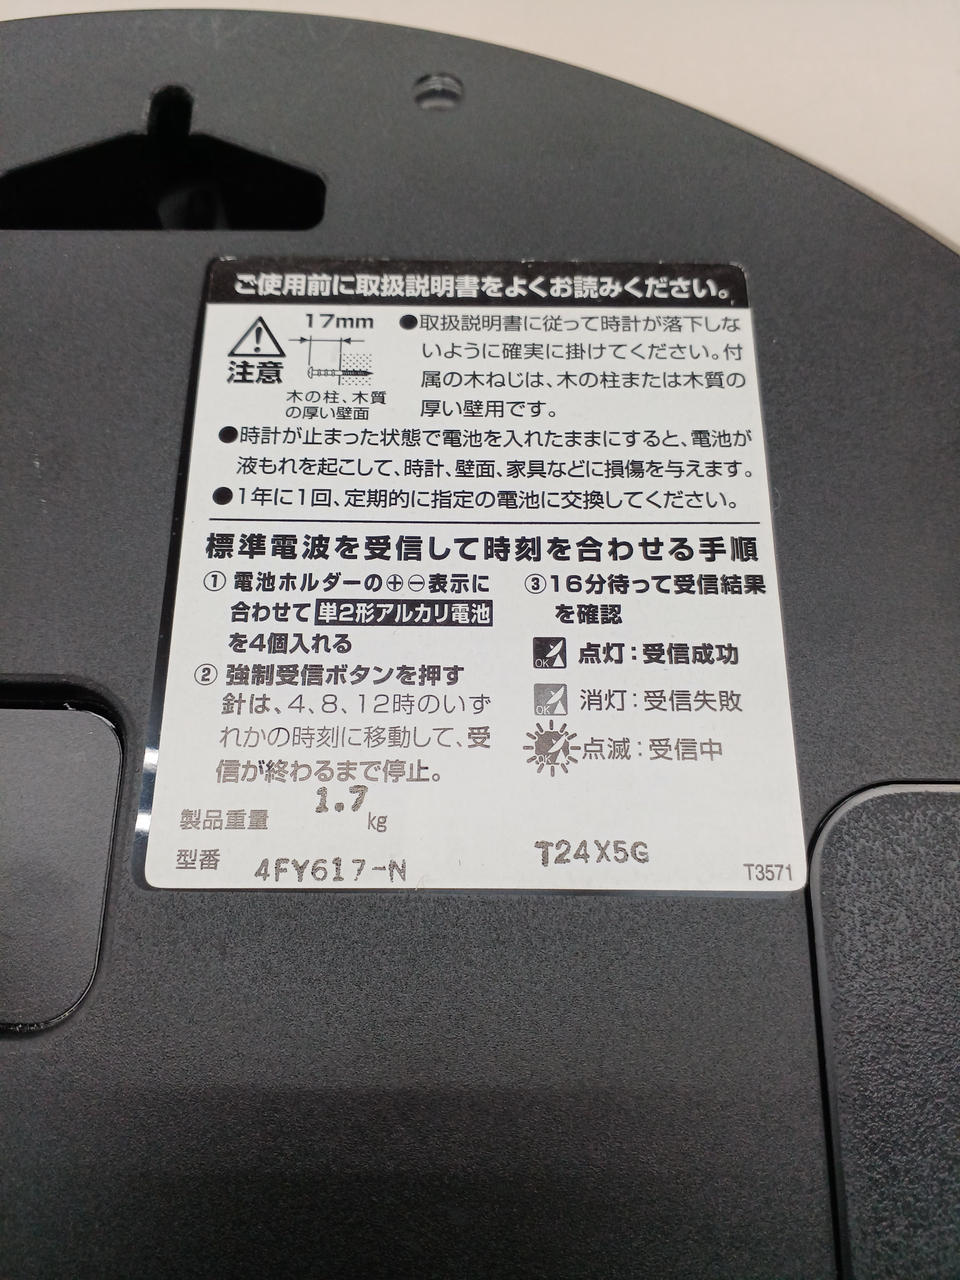 ご使用前に取扱説明書をよくお読みください。
注意
17mm
木の柱、木質
の厚い壁面
●取扱説明書に従って時計が落下しな
いように確実に掛けてください。付
属の木ねじは、木の柱または木質の
厚い壁用です。
●時計が止まった状態で電池を入れたままにすると、電池が
液もれを起こして、時計、壁面、家具などに損傷を与えます。
●1年に1回、定期的に指定の電池に交換してください。
標準電波を受信して時刻を合わせる手順
① 電池ホルダーの⊕⊖表示に
合わせて 単2形アルカリ電池
を4個入れる
② 強制受信ボタンを押す
針は、4、8、12時のいず
れかの時刻に移動して、受
信が終わるまで停止。
③16分待って受信結果
を確認
OK 点灯：受信成功
OK 消灯：受信失敗
OK 点滅：受信中
製品重量 1.7 kg
型番 4FY617-N
T24X5G
T3571